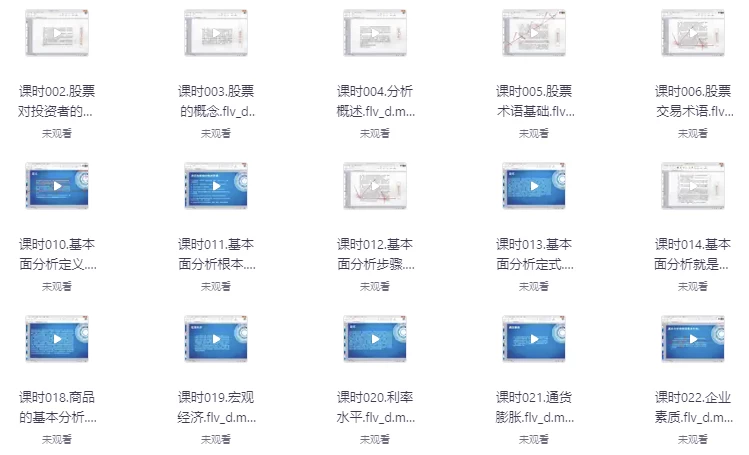 课时002.股票
对投资者的...
未观看
课时003.股票
的概念.flv_d..
未观看
课时004.分析
概述.flv_d.m...
未观看
课时005.股票
术语基础.flv...
未观看
课时006.股票
交易术语.flv...
未观看
课时010.基本
面分析定义....
未观看
课时011.基本
面分析根本....
未观看
课时012.基本
面分析步骤....
未观看
课时013.基本
面分析定式....
未观看
课时014.基本
面分析就是...
未观看
课时018.商品
的基本分析....
未观看
课时019.宏观
经济.flv_d.m...
未观看
课时020.利率
水平.flv_d.m...
未观看
课时021.通货
膨胀.flv_d.m...
未观看
课时022.企业
素质.flv_d.m...
未观看